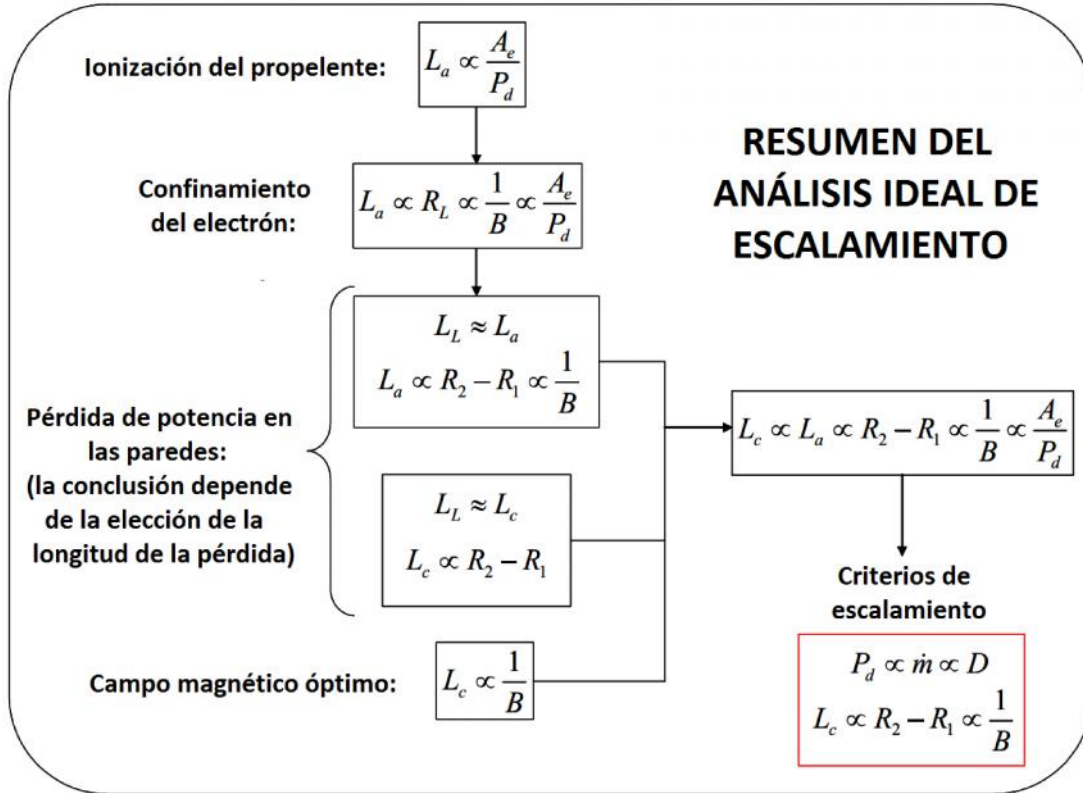 Ionización del propelente:
L_a ∝ A_e / P_d
RESUMEN DEL
ANÁLISIS IDEAL DE
ESCALAMIENTO
Confinamiento
del electrón:
L_a ∝ R_L ∝ 1 / B ∝ A_e / P_d
Pérdida de potencia en
las paredes:
(la conclusión depende
de la elección de la
longitud de la pérdida)
L_L ≈ L_a
L_a ∝ R_2 − R_1 ∝ 1 / B
L_L ≈ L_c
L_c ∝ R_2 − R_1
Campo magnético óptimo:
L_c ∝ 1 / B
L_c ∝ L_a ∝ R_2 − R_1 ∝ 1 / B ∝ A_e / P_d
Criterios de
escalamiento
P_d ∝ ṁ ∝ D
L_c ∝ R_2 − R_1 ∝ 1 / B